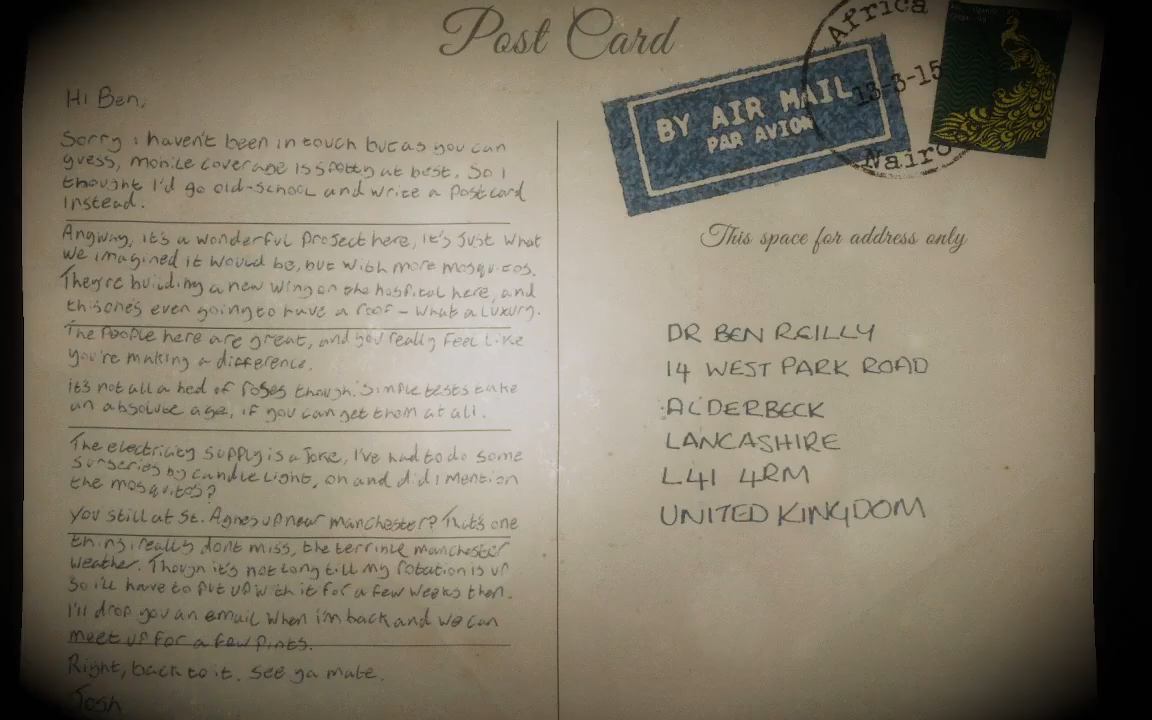 Post Card
Hi Ben,
Sorry i haven't been in touch but as you can
guess, mobile coverage is spotty at best. So I
thought I'd go old-school and write a postcard
instead.
Anyway, it's a wonderful project here, it's just what
we imagined it would be, but with more mosquitos.
They're building a new wing on the hospital here, and
this one's even going to have a roof - what a luxury.
The people here are great, and you really feel like
you're making a difference.
it's not all a bed of roses though. Simple tests take
an absolute age, if you can get them at all.
The electricity supply is a joke, I've had to do some
surgeries by candle light, oh and did i mention
the mosquitos?
You still at St. Agnes up near manchester? That's one
thing i really dont miss, the terrible manchester
weather. Though it's not long till my rotation is up
so i'll have to put up with it for a few weeks then.
I'll drop you an email when i'm back and we can
meet up for a few pints.
Right, back to it. see ya mate.
Josh
BY AIR MAIL
PAR AVION
Africa
13-3-15
Nairo
This space for address only
DR BEN REILLY
14 WEST PARK ROAD
ALDERBECK
LANCASHIRE
L41 4RM
UNITED KINGDOM